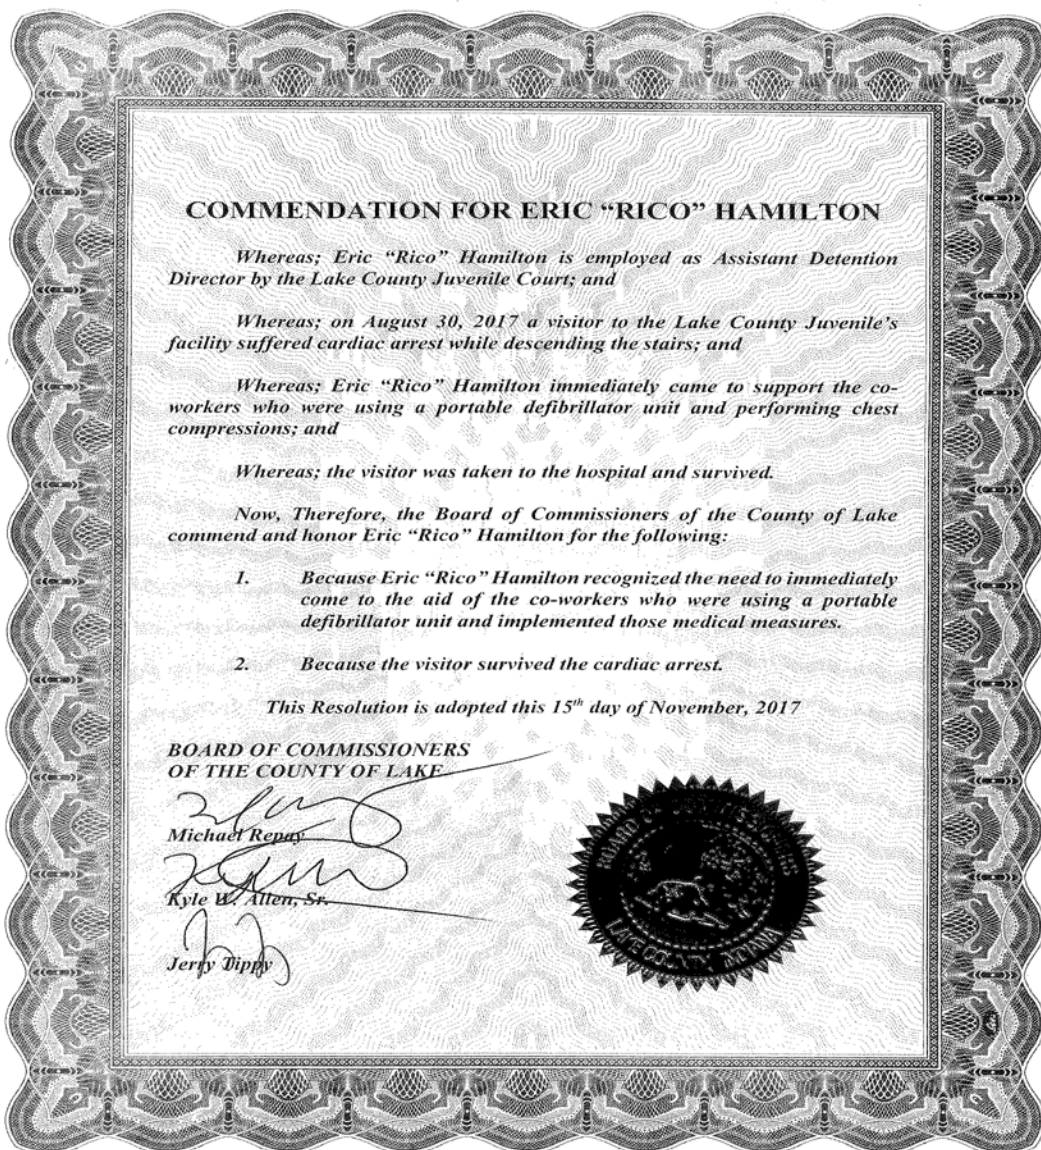 COMMENDATION FOR ERIC “RICO” HAMILTON
Whereas; Eric “Rico” Hamilton is employed as Assistant Detention
Director by the Lake County Juvenile Court; and
Whereas; on August 30, 2017 a visitor to the Lake County Juvenile’s
facility suffered cardiac arrest while descending the stairs; and
Whereas; Eric “Rico” Hamilton immediately came to support the co-
workers who were using a portable defibrillator unit and performing chest
compressions; and
Whereas; the visitor was taken to the hospital and survived.
Now, Therefore, the Board of Commissioners of the County of Lake
commend and honor Eric “Rico” Hamilton for the following:
1. Because Eric “Rico” Hamilton recognized the need to immediately
come to the aid of the co-workers who were using a portable
defibrillator unit and implemented those medical measures.
2. Because the visitor survived the cardiac arrest.
This Resolution is adopted this 15th day of November, 2017
BOARD OF COMMISSIONERS
OF THE COUNTY OF LAKE
Michael Repay
Kyle W. Allen, Sr.
Jerry Tippy
BOARD OF COMMISSIONERS
LAKE COUNTY, INDIANA